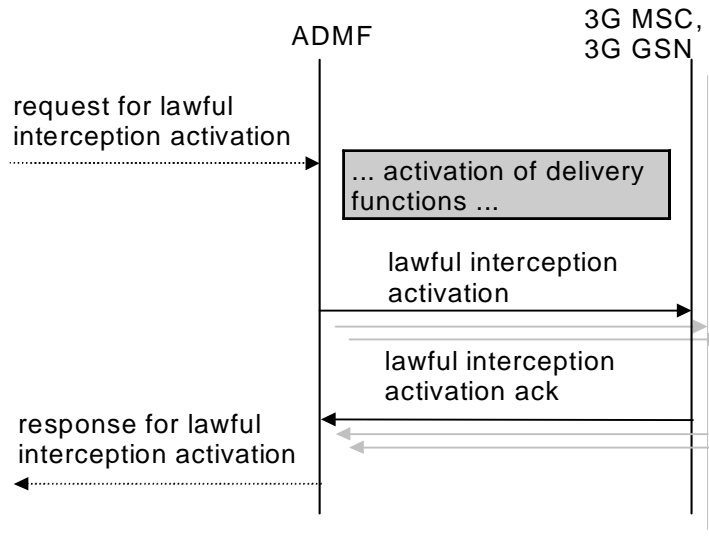 ADMF
3G MSC,
3G GSN
request for lawful
interception activation
... activation of delivery
functions ...
lawful interception
activation
lawful interception
activation ack
response for lawful
interception activation